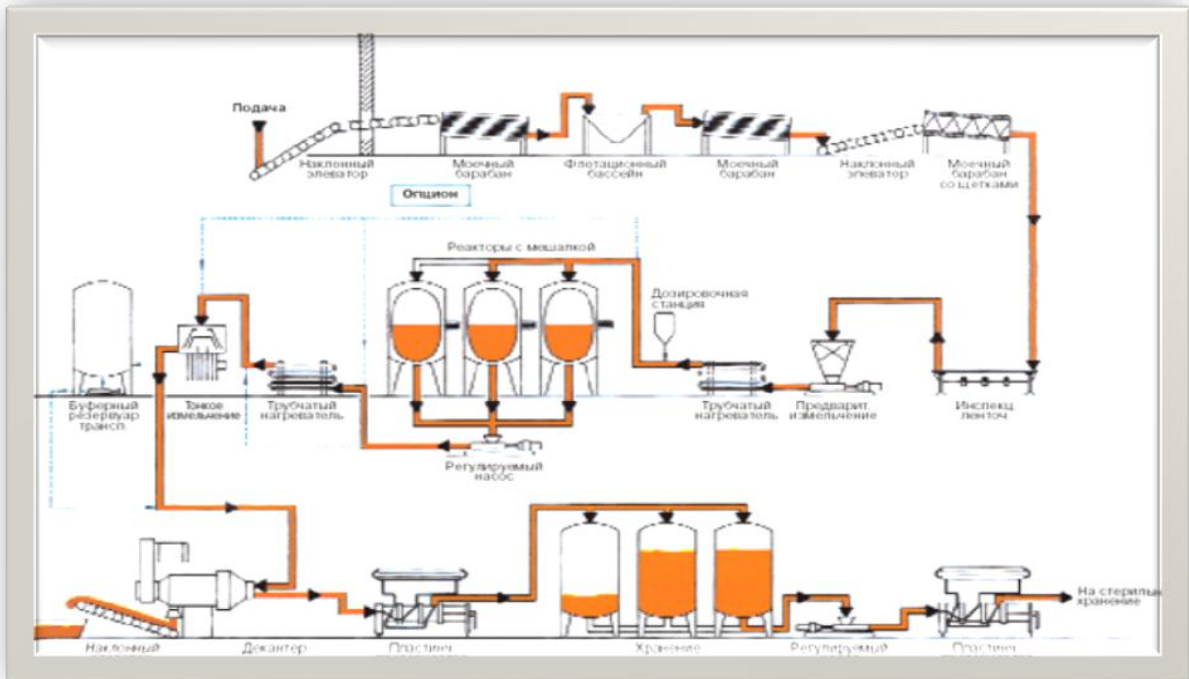 Подача
Наклонный
элеватор
Моечный
барабан
Флотационный
бассейн
Моечный
барабан
Наклонный
элеватор
Моечный
барабан
со щетками
Опцион
Реакторы с мешалкой
Дозировочная
станция
Буферный
резервуар
трансп.
Тонкое
измельчение
Трубчатый
нагреватель
Трубчатый
нагреватель
Предварит.
измельчение
Инспекц.
ленточ
Регулируемый
насос
На стерильн
хранение
Наклонный
Декантер
Пластинч
Хранение
Регулируемый
Пластинч